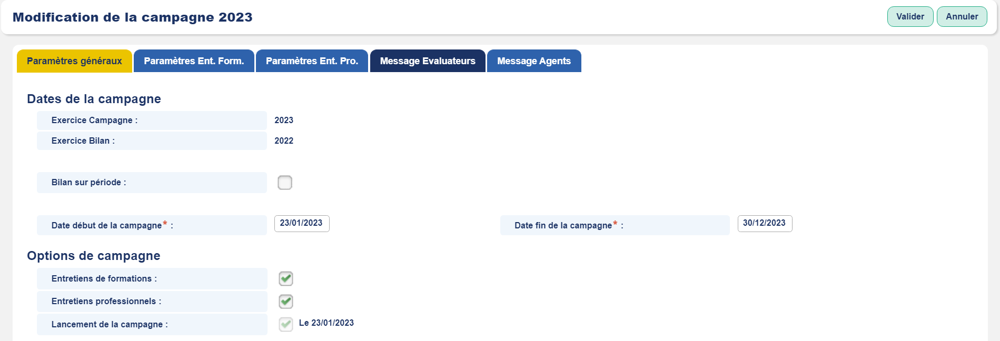 Modification de la campagne 2023
Valider Annuler
Paramètres généraux Paramètres Ent. Form. Paramètres Ent. Pro. Message Evaluateurs Message Agents
Dates de la campagne
Exercice Campagne : 2023
Exercice Bilan : 2022
Bilan sur période :
Date début de la campagne* : 23/01/2023 Date fin de la campagne* : 30/12/2023
Options de campagne
Entretiens de formations :
Entretiens professionnels :
Lancement de la campagne : Le 23/01/2023